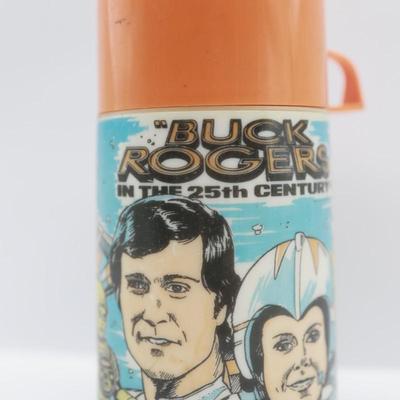 "BUCK
ROGERS
IN THE 25th CENTURY